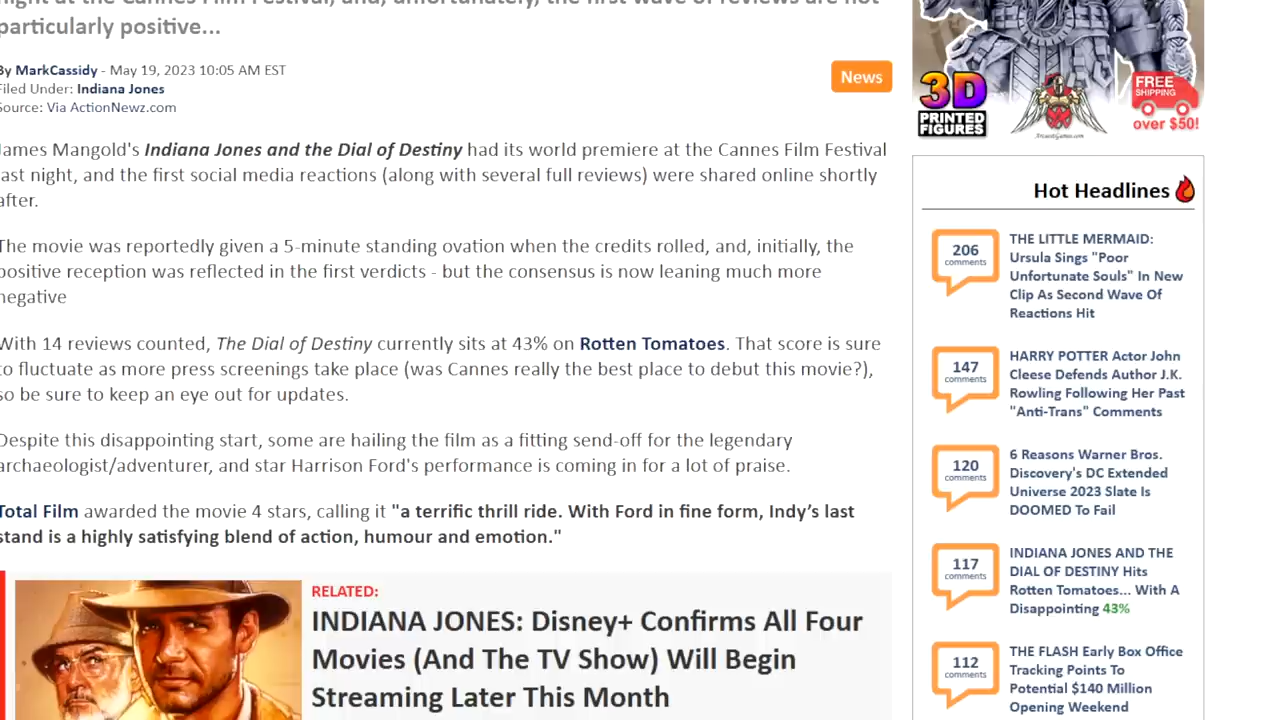 night at the Cannes Film Festival, and, unfortunately, the first wave of reviews are not
particularly positive...
By MarkCassidy - May 19, 2023 10:05 AM EST
Filed Under: Indiana Jones
Source: Via ActionNewz.com
News
James Mangold's Indiana Jones and the Dial of Destiny had its world premiere at the Cannes Film Festival
last night, and the first social media reactions (along with several full reviews) were shared online shortly
after.
The movie was reportedly given a 5-minute standing ovation when the credits rolled, and, initially, the
positive reception was reflected in the first verdicts - but the consensus is now leaning much more
negative
With 14 reviews counted, The Dial of Destiny currently sits at 43% on Rotten Tomatoes. That score is sure
to fluctuate as more press screenings take place (was Cannes really the best place to debut this movie?),
so be sure to keep an eye out for updates.
Despite this disappointing start, some are hailing the film as a fitting send-off for the legendary
archaeologist/adventurer, and star Harrison Ford's performance is coming in for a lot of praise.
Total Film awarded the movie 4 stars, calling it "a terrific thrill ride. With Ford in fine form, Indy’s last
stand is a highly satisfying blend of action, humour and emotion."
RELATED:
INDIANA JONES: Disney+ Confirms All Four
Movies (And The TV Show) Will Begin
Streaming Later This Month
3D
PRINTED
FIGURES
FREE
SHIPPING
over $50!
Hot Headlines
206
comments
THE LITTLE MERMAID:
Ursula Sings "Poor
Unfortunate Souls" In New
Clip As Second Wave Of
Reactions Hit
147
comments
HARRY POTTER Actor John
Cleese Defends Author J.K.
Rowling Following Her Past
"Anti-Trans" Comments
120
comments
6 Reasons Warner Bros.
Discovery's DC Extended
Universe 2023 Slate Is
DOOMED To Fail
117
comments
INDIANA JONES AND THE
DIAL OF DESTINY Hits
Rotten Tomatoes... With A
Disappointing 43%
112
comments
THE FLASH Early Box Office
Tracking Points To
Potential $140 Million
Opening Weekend